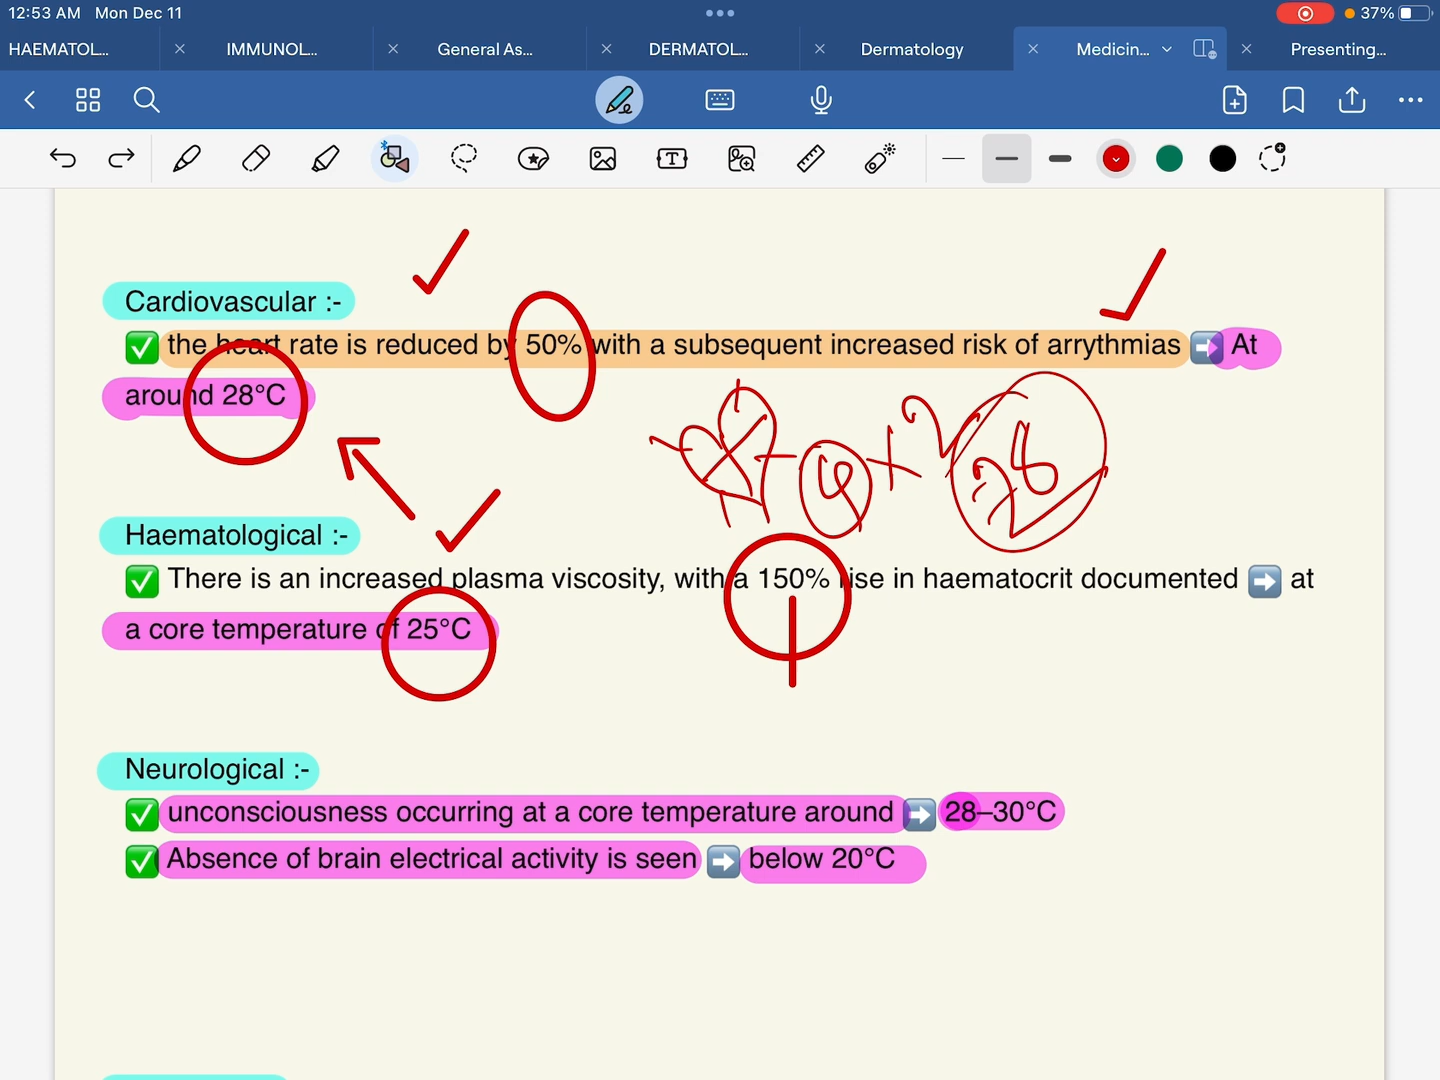 12:53 AM Mon Dec 11
37%
HAEMATOL...
IMMUNOL...
General As...
DERMATOL...
Dermatology
Medicin...
Presenting...
Cardiovascular :-
✅ the heart rate is reduced by 50% with a subsequent increased risk of arrythmias ➡️ At
around 28°C
28
Haematological :-
✅ There is an increased plasma viscosity, with a 150% rise in haematocrit documented ➡️ at
a core temperature of 25°C
Neurological :-
✅ unconsciousness occurring at a core temperature around ➡️ 28–30°C
✅ Absence of brain electrical activity is seen ➡️ below 20°C